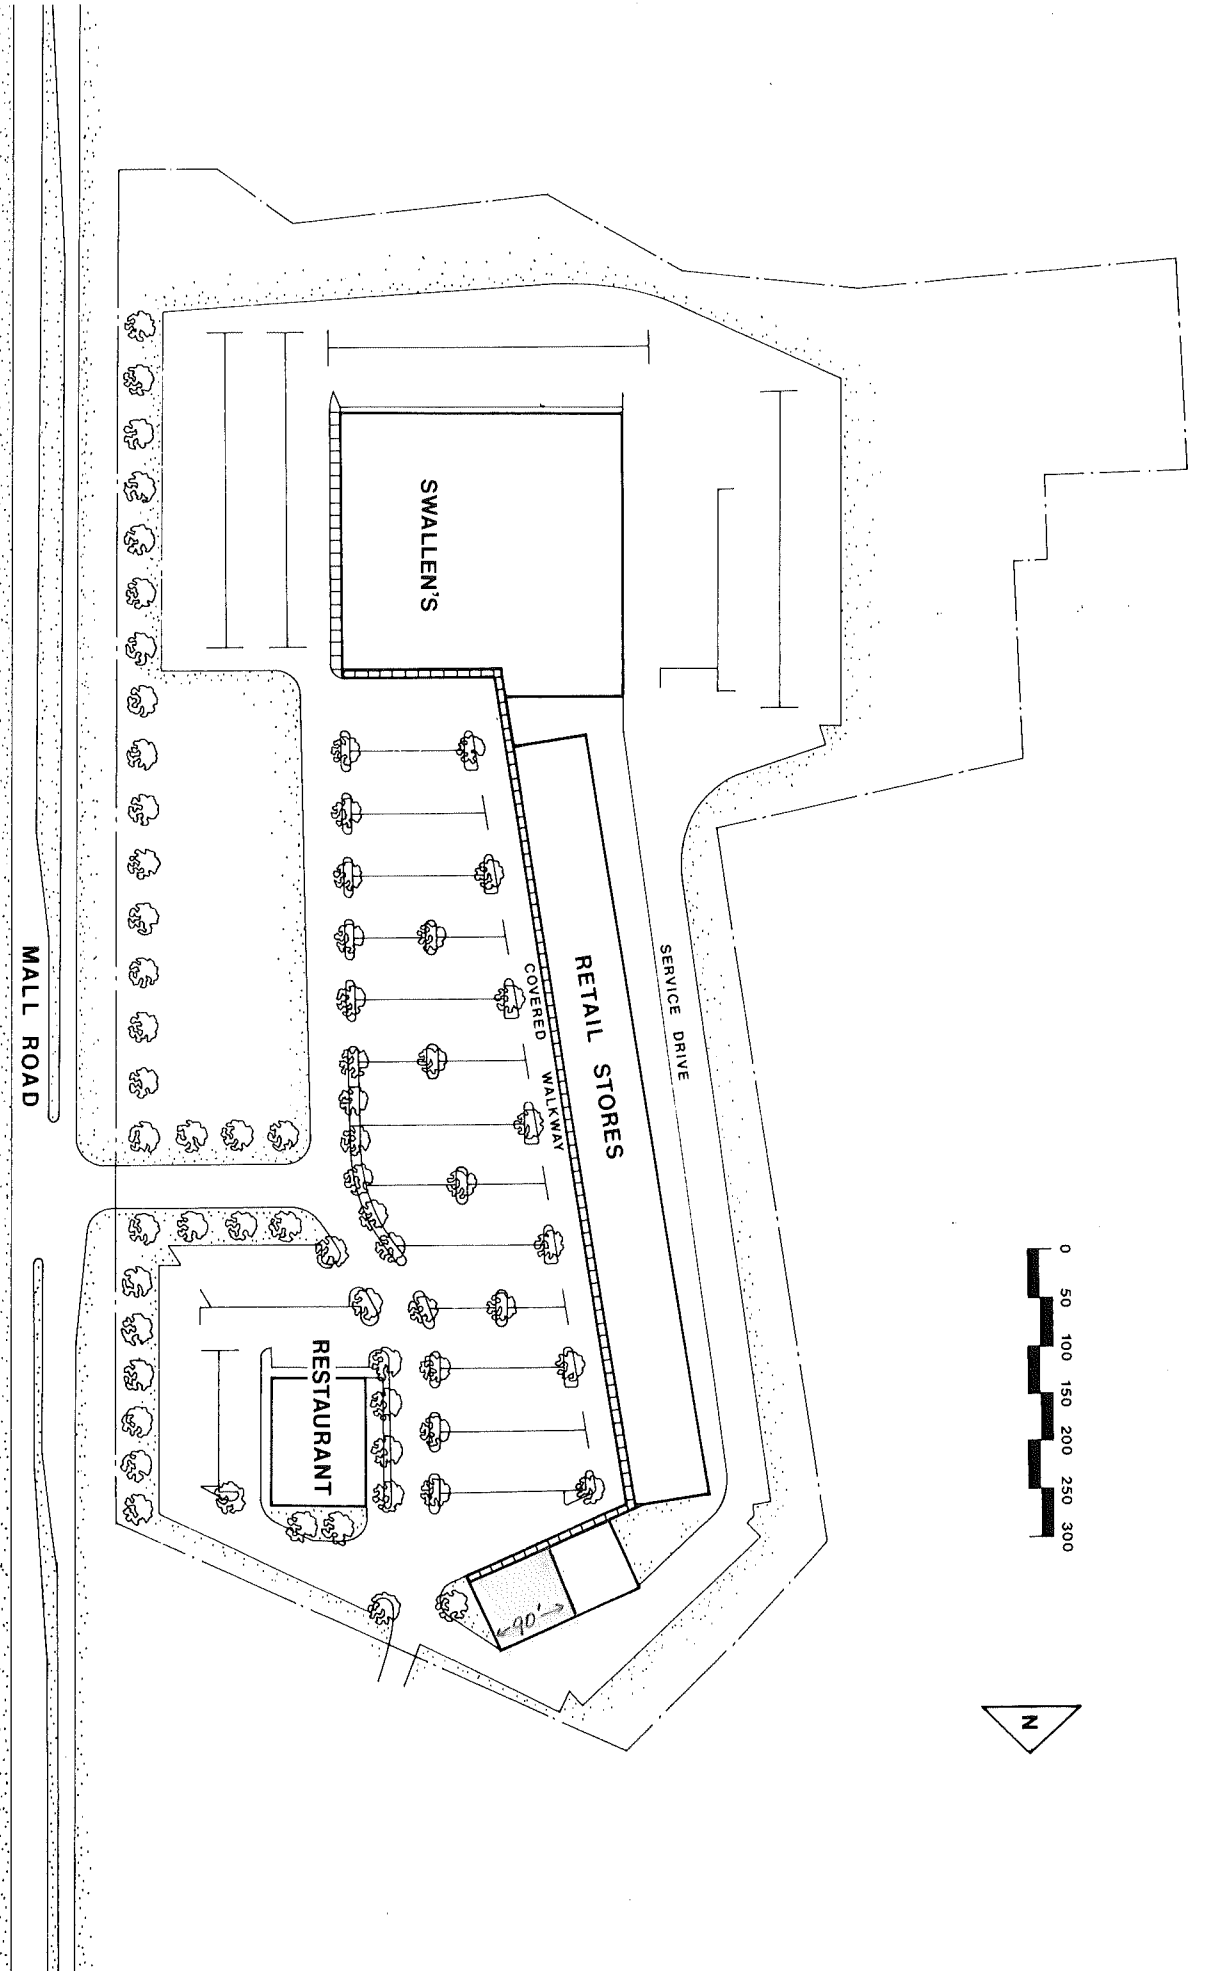 SWALLEN'S
RETAIL STORES
COVERED WALKWAY
SERVICE DRIVE
MALL ROAD
RESTAURANT
90'
0 50 100 150 200 250 300
N